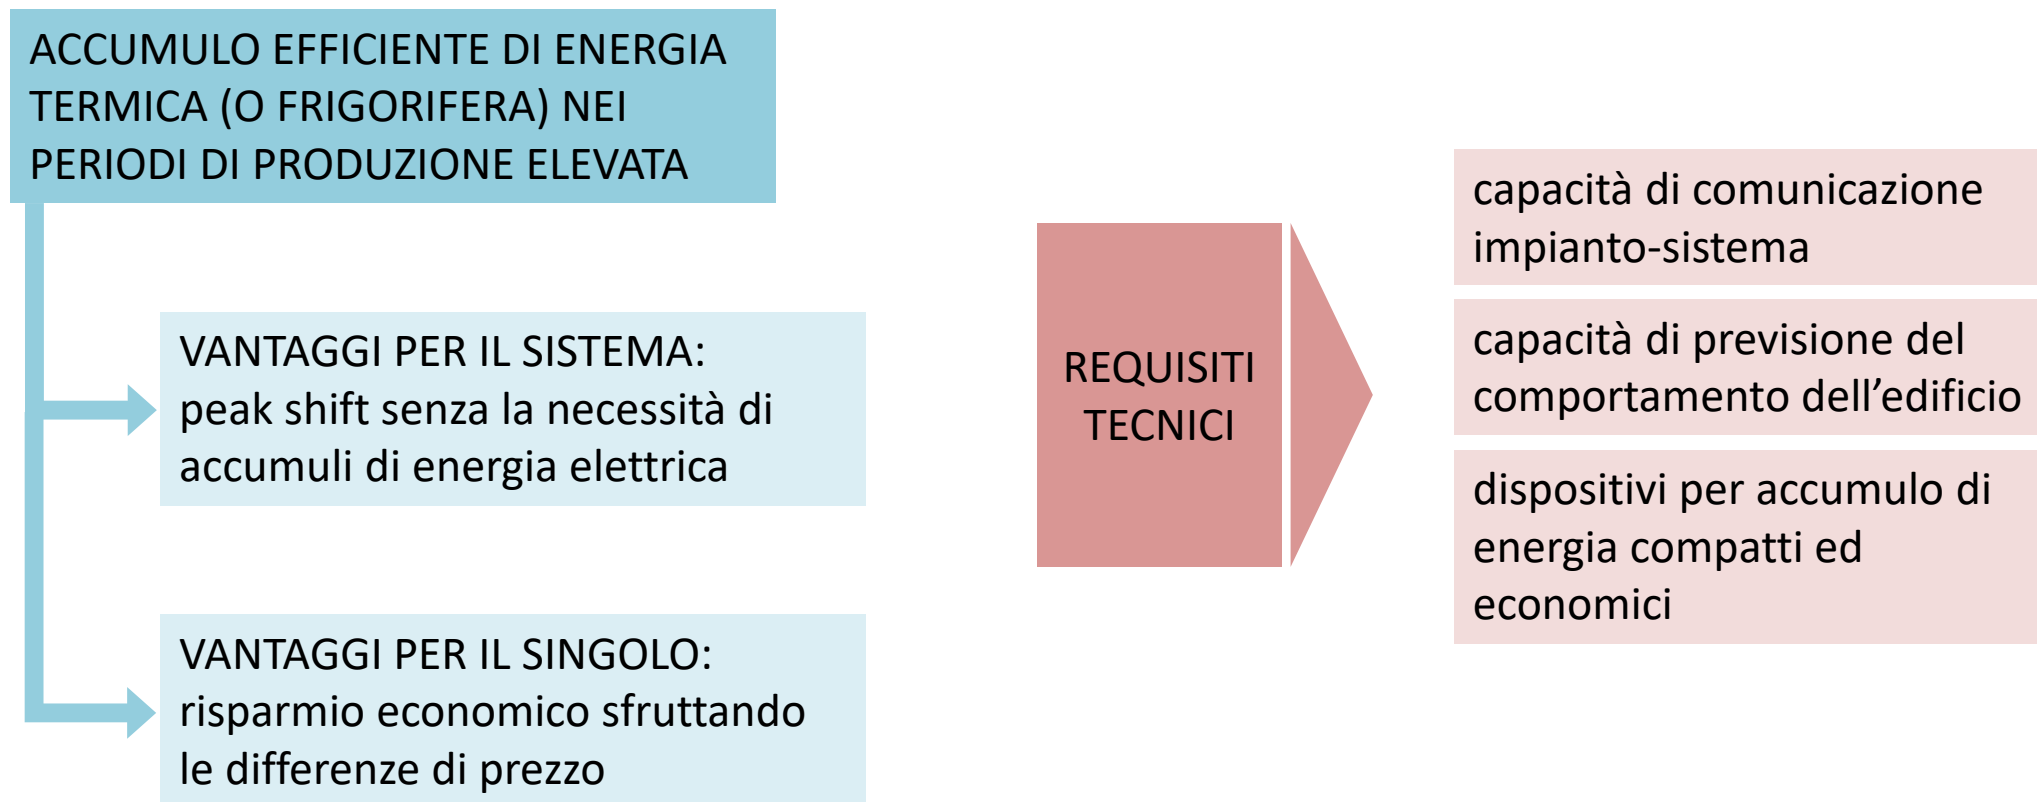 ACCUMULO EFFICIENTE DI ENERGIA
TERMICA (O FRIGORIFERA) NEI
PERIODI DI PRODUZIONE ELEVATA
VANTAGGI PER IL SISTEMA:
peak shift senza la necessità di
accumuli di energia elettrica
VANTAGGI PER IL SINGOLO:
risparmio economico sfruttando
le differenze di prezzo
REQUISITI
TECNICI
capacità di comunicazione
impianto-sistema
capacità di previsione del
comportamento dell’edificio
dispositivi per accumulo di
energia compatti ed
economici